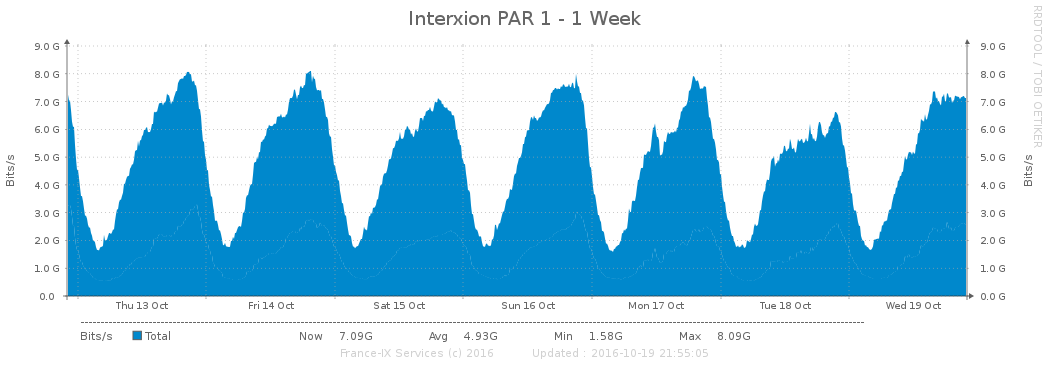 Interxion PAR 1 - 1 Week
RRDTOOL / TOBI OETIKER
9.0 G 9.0 G
8.0 G 8.0 G
7.0 G 7.0 G
6.0 G 6.0 G
5.0 G 5.0 G
4.0 G 4.0 G
3.0 G 3.0 G
2.0 G 2.0 G
1.0 G 1.0 G
0.0 0.0 G
Bits/s
Bits/s
Thu 13 Oct Fri 14 Oct Sat 15 Oct Sun 16 Oct Mon 17 Oct Tue 18 Oct Wed 19 Oct
Bits/s Total Now 7.09G Avg 4.93G Min 1.58G Max 8.09G
France-IX Services (c) 2016 Updated : 2016-10-19 21:55:05